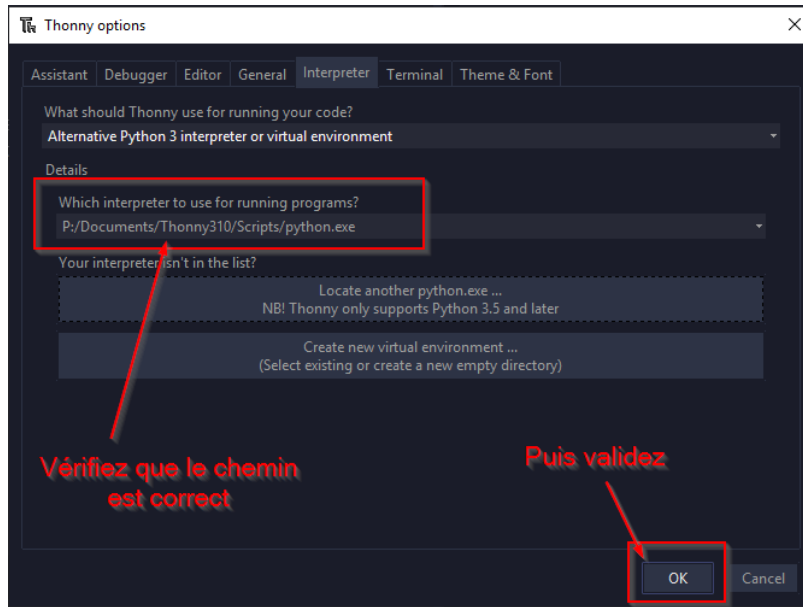 Thonny options
Assistant Debugger Editor General Interpreter Terminal Theme & Font
What should Thonny use for running your code?
Alternative Python 3 interpreter or virtual environment
Details
Which interpreter to use for running programs?
P:/Documents/Thonny310/Scripts/python.exe
Your interpreter isn't in the list?
Locate another python.exe ...
NB! Thonny only supports Python 3.5 and later
Create new virtual environment ...
(Select existing or create a new empty directory)
Vérifiez que le chemin
est correct
Puis validez
OK Cancel